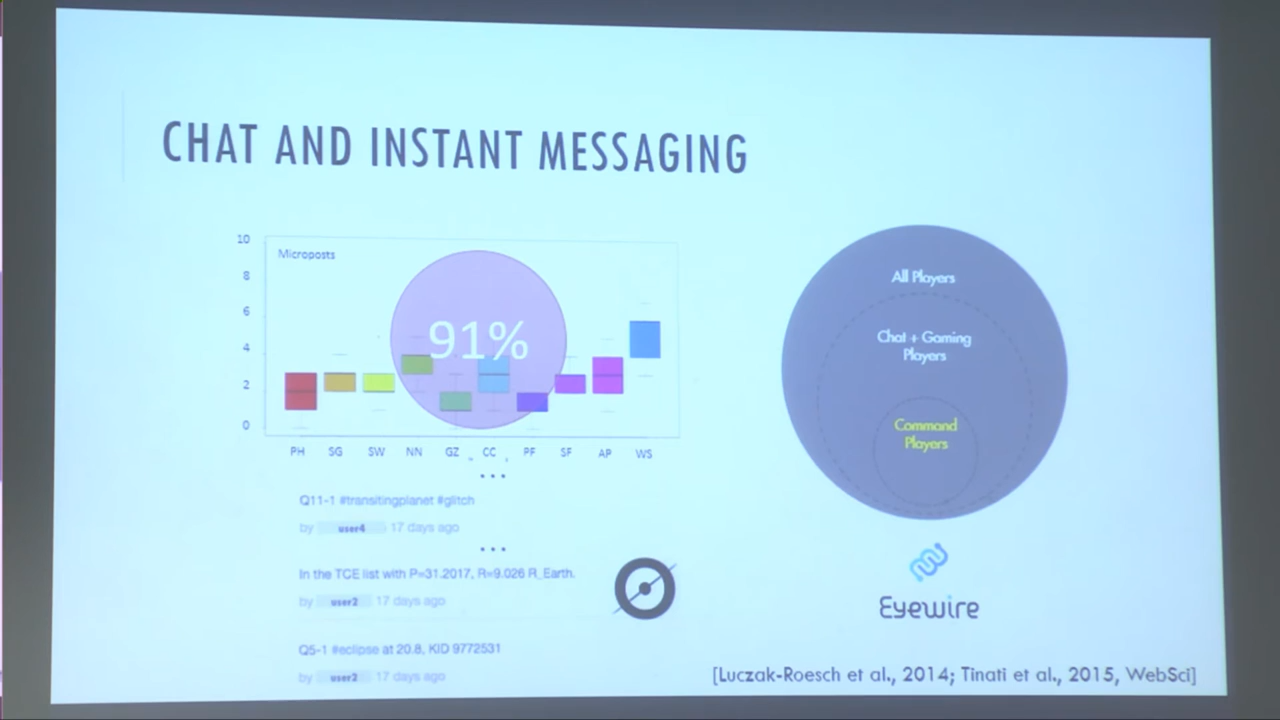 CHAT AND INSTANT MESSAGING
10
8
6
4
2
0
Microposts
91%
PH SG SW NN GZ CC PF SF AP WS
...
Q11-1 #transitingplanet #glitch
by user4 17 days ago
...
In the TCE list with P=31.2017, R=9.026 R_Earth.
by user2 17 days ago
Q5-1 #eclipse at 20.8, KID 9772531
by user2 17 days ago
All Players
Chat + Gaming
Players
Command
Players
Eyewire
[Luczak-Roesch et al., 2014; Tinati et al., 2015, WebSci]